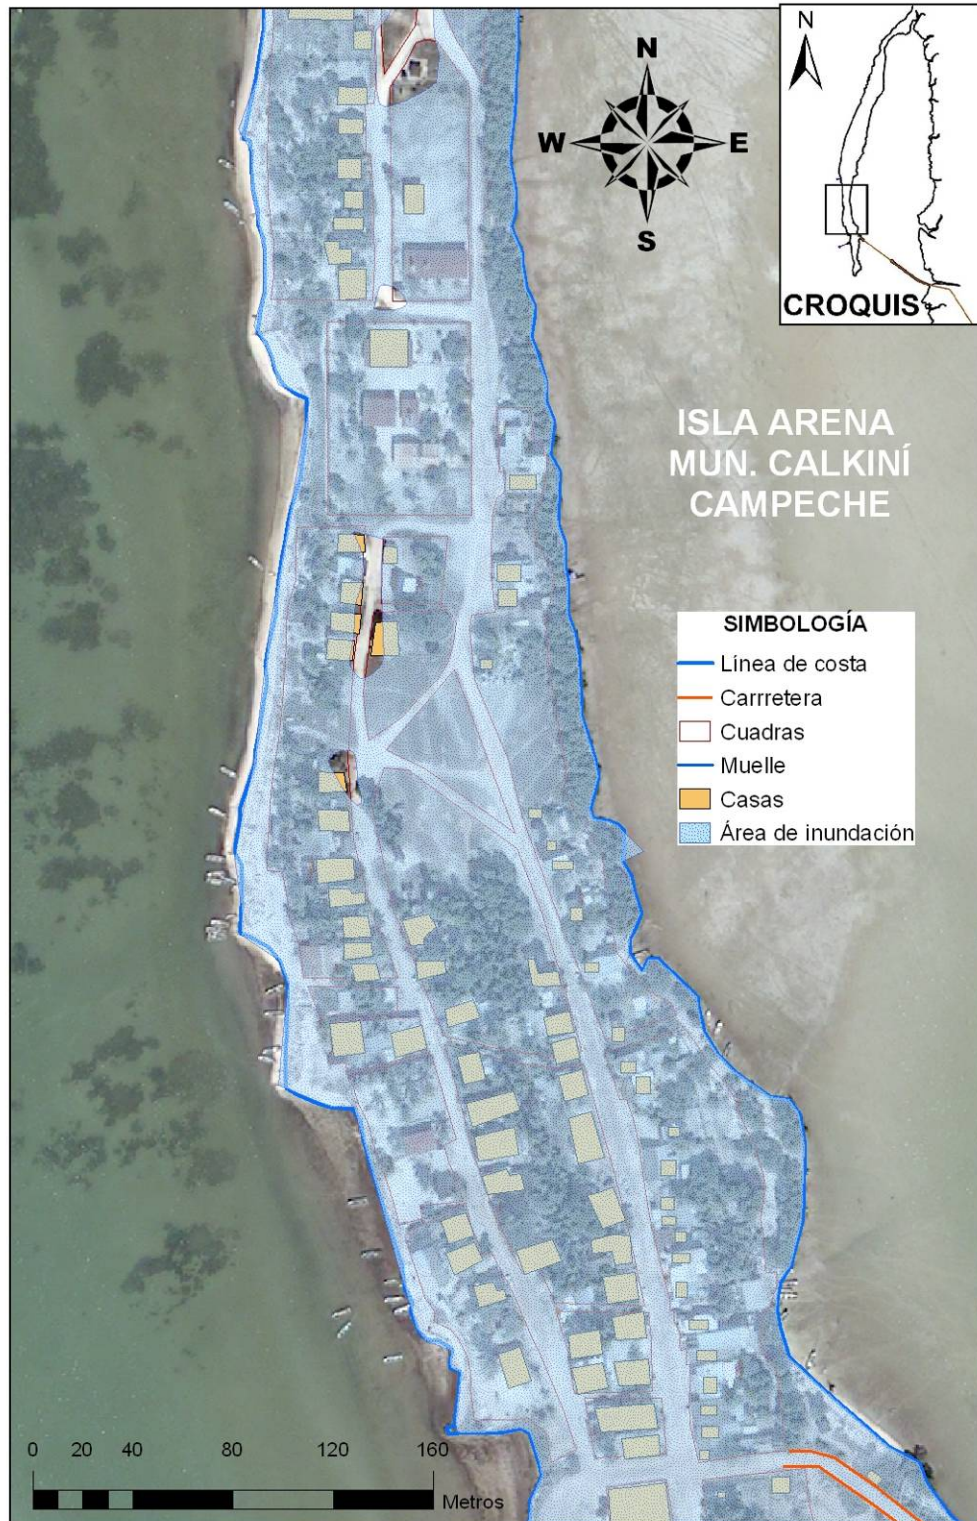 N
CROQUIS
N
W E
S
ISLA ARENA
MUN. CALKINÍ
CAMPECHE
SIMBOLOGÍA
Línea de costa
Carrretera
Cuadras
Muelle
Casas
Área de inundación
0 20 40 80 120 160
Metros